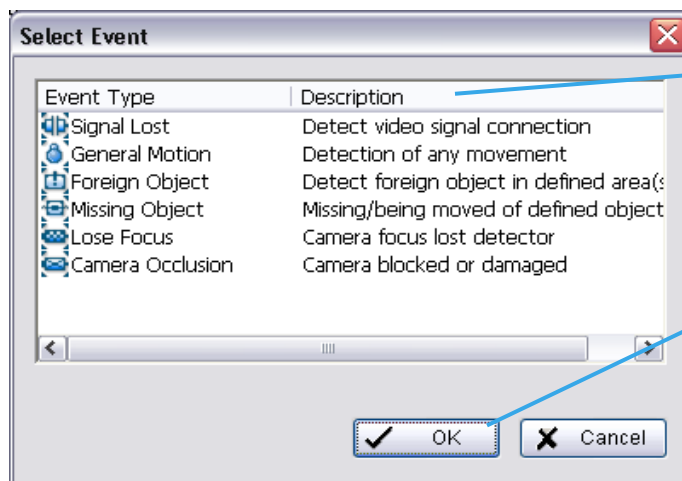 Select Event
Event Type Description
Signal Lost Detect video signal connection
General Motion Detection of any movement
Foreign Object Detect foreign object in defined area(s
Missing Object Missing/being moved of defined object
Lose Focus Camera focus lost detector
Camera Occlusion Camera blocked or damaged
OK Cancel